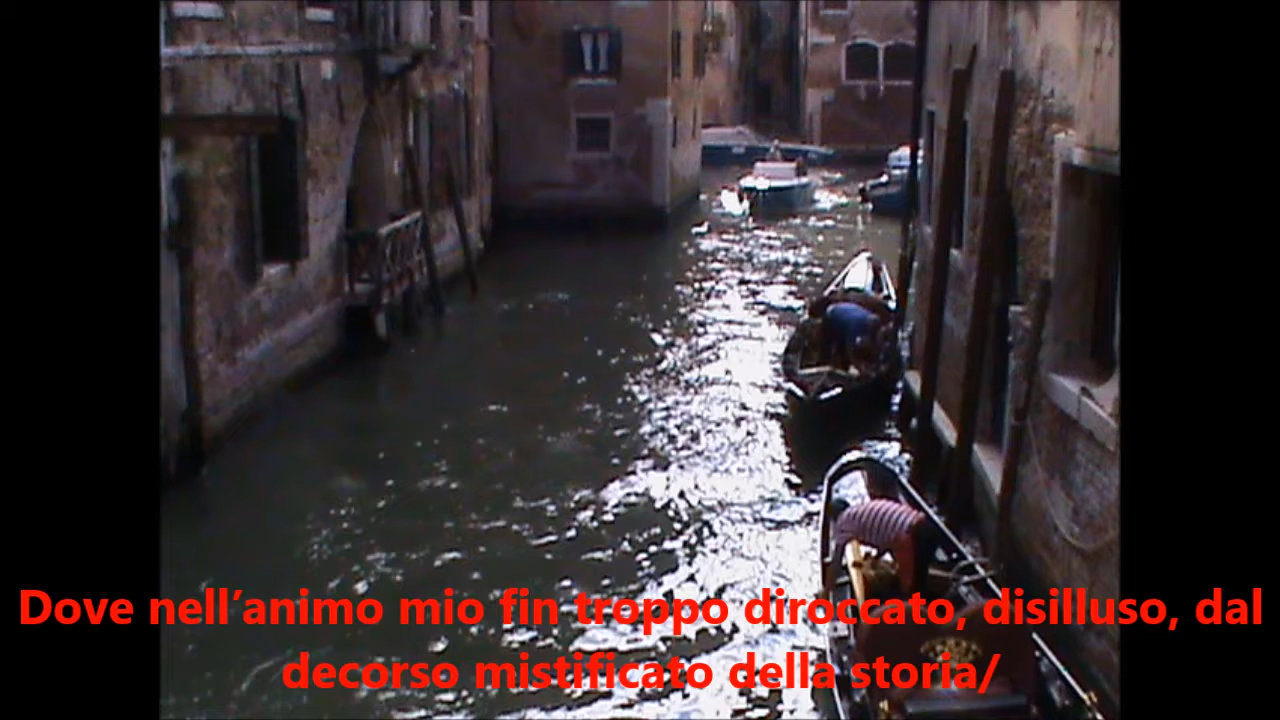 Dove nell’animo mio fin troppo diroccato, disilluso, dal
decorso mistificato della storia/